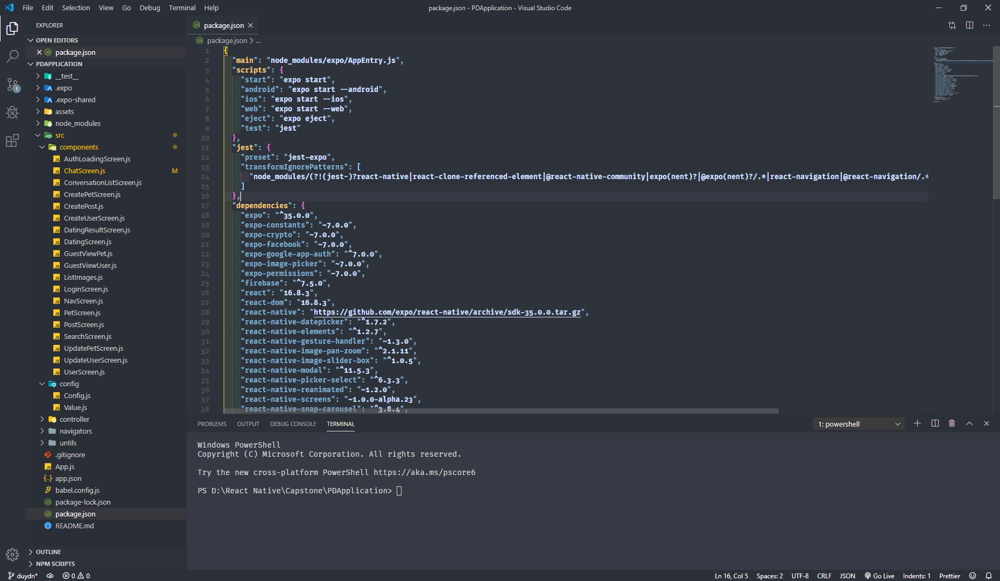 File Edit Selection View Go Debug Terminal Help
package.json - PDApplication - Visual Studio Code
EXPLORER
OPEN EDITORS
package.json
PDAPPLICATION
__test__
.expo
.expo-shared
assets
node_modules
src
components
AuthLoadingScreen.js
ChatScreen.js M
ConversationListScreen.js
CreatePetScreen.js
CreatePost.js
CreateUserScreen.js
DatingResultScreen.js
DatingScreen.js
GuestViewPet.js
GuestViewUser.js
ListImages.js
LoginScreen.js
NavScreen.js
PetScreen.js
PostScreen.js
SearchScreen.js
UpdatePetScreen.js
UpdateUserScreen.js
UserScreen.js
config
Config.js
Value.js
controller
navigators
untils
.gitignore
App.js
app.json
babel.config.js
package-lock.json
package.json
README.md
OUTLINE
NPM SCRIPTS
1
package.json
package.json > ...
1 {
2 "main": "node_modules/expo/AppEntry.js",
3 "scripts": {
4 "start": "expo start",
5 "android": "expo start --android",
6 "ios": "expo start --ios",
7 "web": "expo start --web",
8 "eject": "expo eject",
9 "test": "jest"
10 },
11 "jest": {
12 "preset": "jest-expo",
13 "transformIgnorePatterns": [
14 "node_modules/(?!(jest-)?react-native|react-clone-referenced-element|@react-native-community|expo(nent)?|@expo(nent)?/.*|react-navigation|@react-navigation/.*
15 ]
16 },
17 "dependencies": {
18 "expo": "^35.0.0",
19 "expo-constants": "~7.0.0",
20 "expo-crypto": "~7.0.0",
21 "expo-facebook": "~7.0.0",
22 "expo-google-app-auth": "^7.0.0",
23 "expo-image-picker": "~7.0.0",
24 "expo-permissions": "~7.0.0",
25 "firebase": "^7.5.0",
26 "react": "16.8.3",
27 "react-dom": "16.8.3",
28 "react-native": "https://github.com/expo/react-native/archive/sdk-35.0.0.tar.gz",
29 "react-native-datepicker": "^1.7.2",
30 "react-native-elements": "^1.2.7",
31 "react-native-gesture-handler": "~1.3.0",
32 "react-native-image-pan-zoom": "^2.1.11",
33 "react-native-image-slider-box": "^1.0.5",
34 "react-native-modal": "^11.5.3",
35 "react-native-picker-select": "^6.3.3",
36 "react-native-reanimated": "~1.2.0",
37 "react-native-screens": "~1.0.0-alpha.23",
38 "react-native-snap-carousel": "^3.8.4",
PROBLEMS OUTPUT DEBUG CONSOLE TERMINAL
1: powershell
Windows PowerShell
Copyright (C) Microsoft Corporation. All rights reserved.
Try the new cross-platform PowerShell https://aka.ms/pscore6
PS D:\React Native\Capstone\PDApplication>
duydn* 0 0
Ln 16, Col 5 Spaces: 2 UTF-8 CRLF JSON Go Live Indents: 1 Prettier